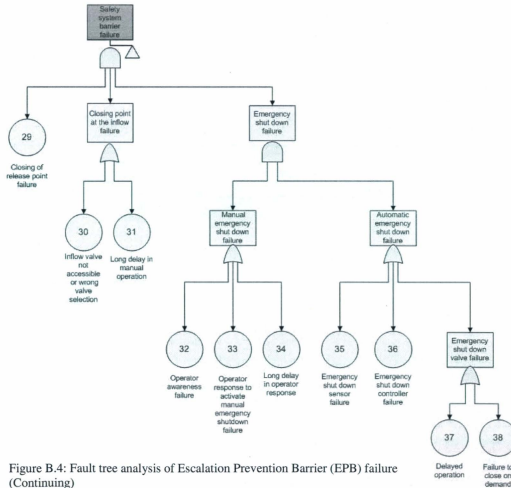 Safety
system
barrier
failure
Closing point
at the inflow
failure
Emergency
shut down
failure
29
Closing of
release point
failure
30
31
Inflow valve
not
accessible
or wrong
valve
selection
Long delay in
manual
operation
Manual
emergency
shut down
failure
Automatic
emergency
shut down
failure
32
33
34
35
36
Operator
awareness
failure
Operator
response to
activate
manual
emergency
shutdown
failure
Long delay
in operator
response
Emergency
shut down
sensor
failure
Emergency
shut down
controller
failure
Emergency
shut down
valve failure
37
38
Delayed
operation
Failure to
close on
demand
Figure B.4: Fault tree analysis of Escalation Prevention Barrier (EPB) failure
(Continuing)